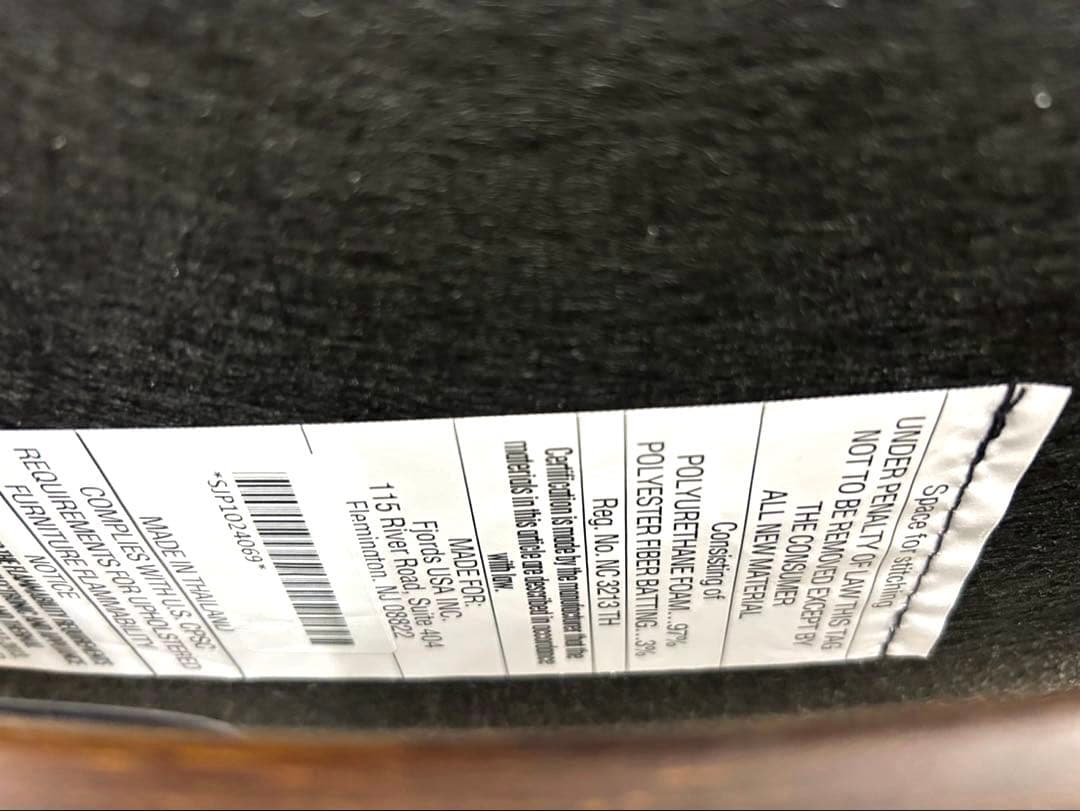 Space for stitching
UNDER PENALTY OF LAW THIS TAG
NOT TO BE REMOVED EXCEPT BY
THE CONSUMER
ALL NEW MATERIAL
Consisting of
POLYURETHANE FOAM...97%
POLYESTER FIBER BATTING...3%
Reg. No. NC3213 TH
Certification is made by the manufacturer that the
materials in this article are described in accordance
with law.
MADE FOR:
Fjords USA INC.
115 River Road, Suite 404
Flemington, NJ 08822
*SJP1024069*
MADE IN THAILAND
COMPLIES WITH U.S. CPSC
REQUIREMENTS FOR UPHOLSTERED
FURNITURE FLAMMABILITY
NOTICE